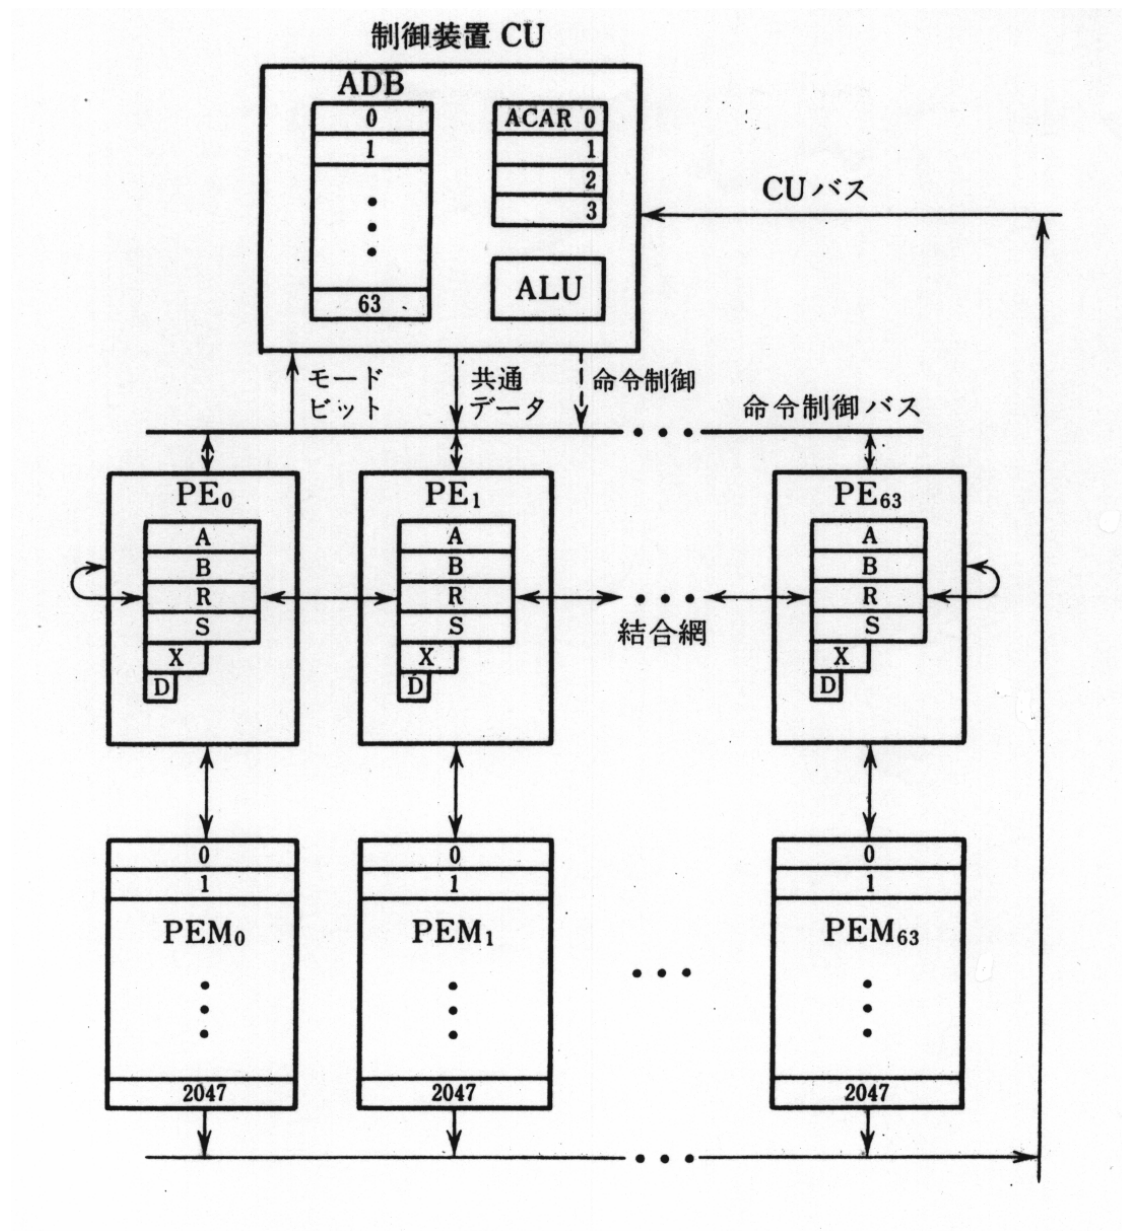 制御装置 CU
ADB
0
1
63
ACAR 0
1
2
3
ALU
CUバス
モード
ビット
共通
データ
命令制御
命令制御バス
PE0
A
B
R
S
X
D
PE1
A
B
R
S
X
D
結合網
PE63
A
B
R
S
X
D
0
1
PEM0
2047
0
1
PEM1
2047
0
1
PEM63
2047